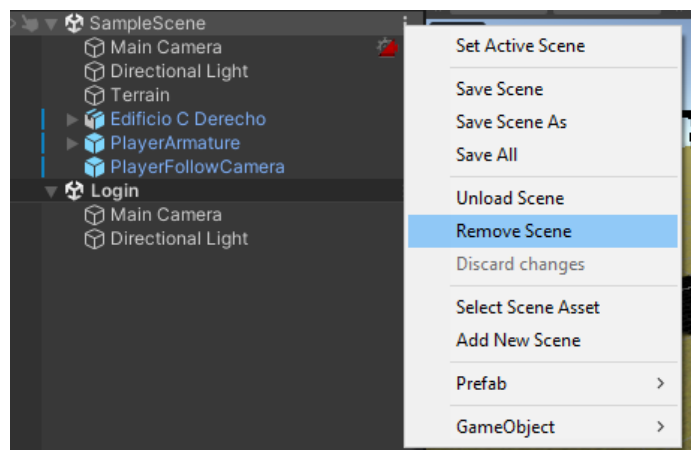 SampleScene
Main Camera
Directional Light
Terrain
Edificio C Derecho
PlayerArmature
PlayerFollowCamera
Login
Main Camera
Directional Light
Set Active Scene
Save Scene
Save Scene As
Save All
Unload Scene
Remove Scene
Discard changes
Select Scene Asset
Add New Scene
Prefab
GameObject